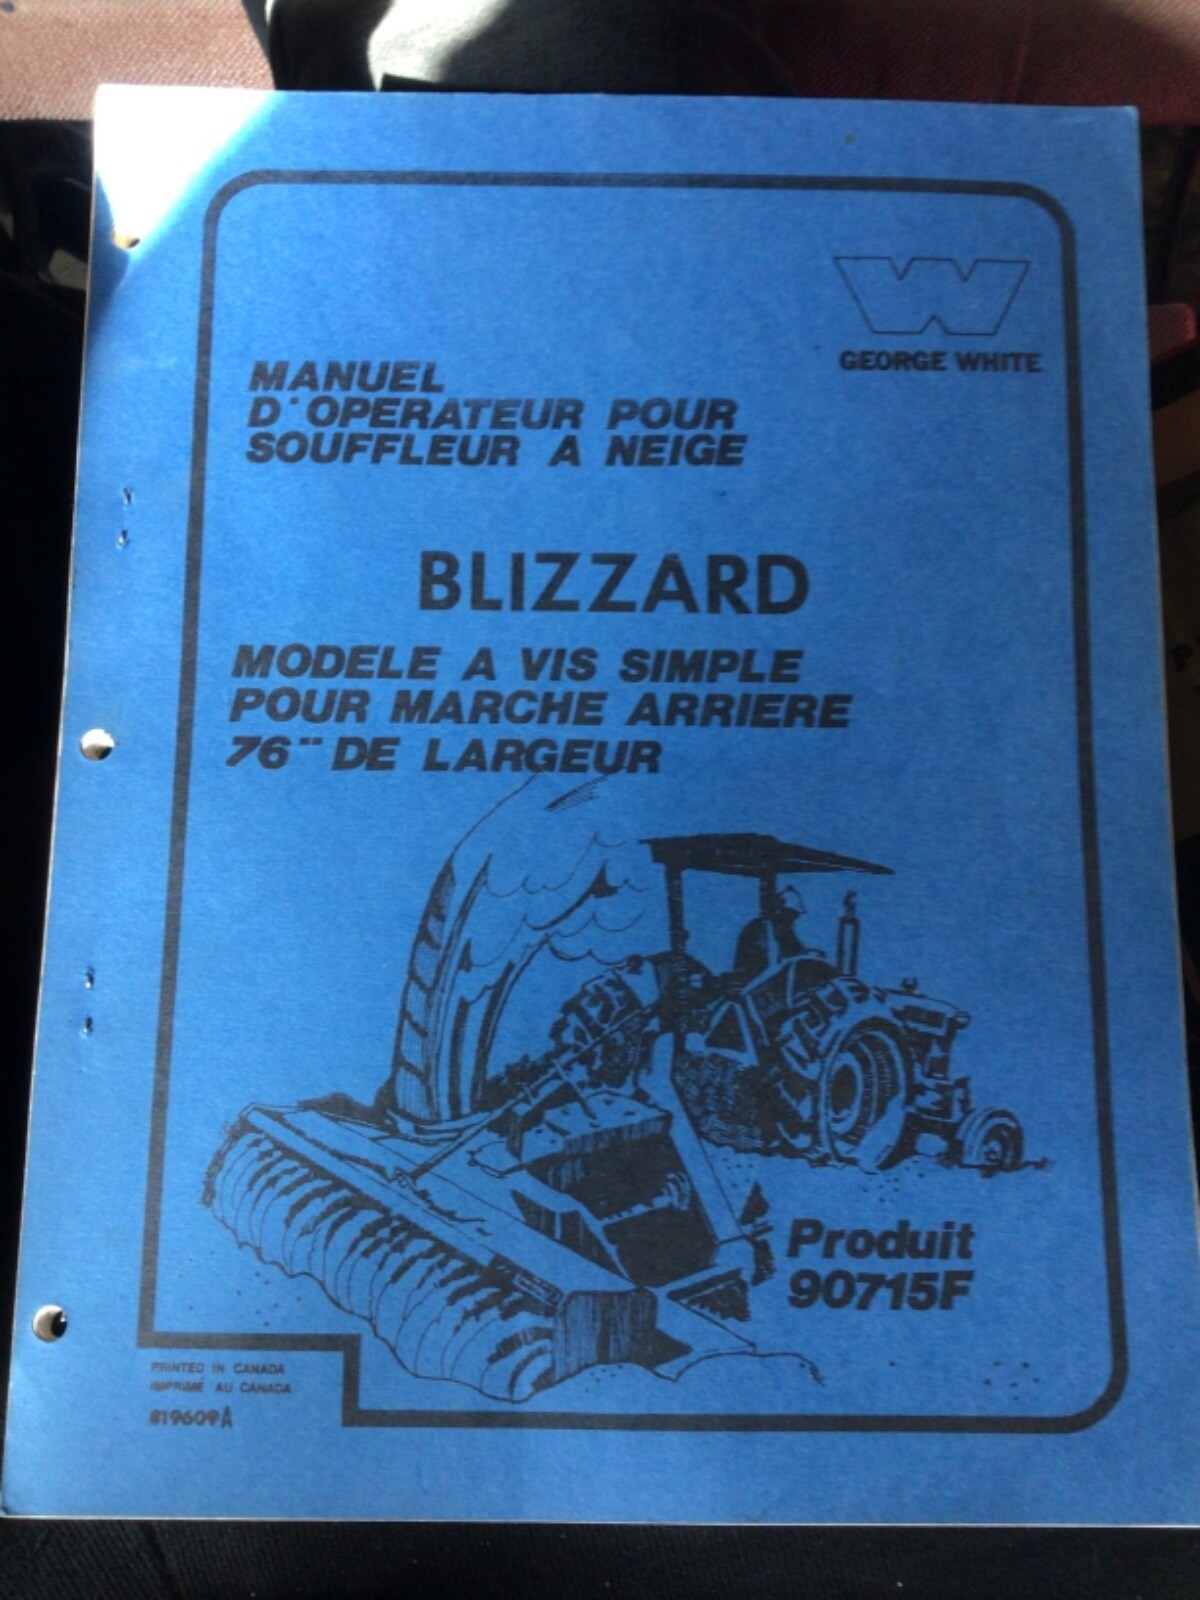 GEORGE WHITE
MANUEL
D'OPERATEUR POUR
SOUFFLEUR A NEIGE
BLIZZARD
MODELE A VIS SIMPLE
POUR MARCHE ARRIERE
76" DE LARGEUR
Produit
90715F
PRINTED IN CANADA
IMPRIMÉ AU CANADA
#19609A